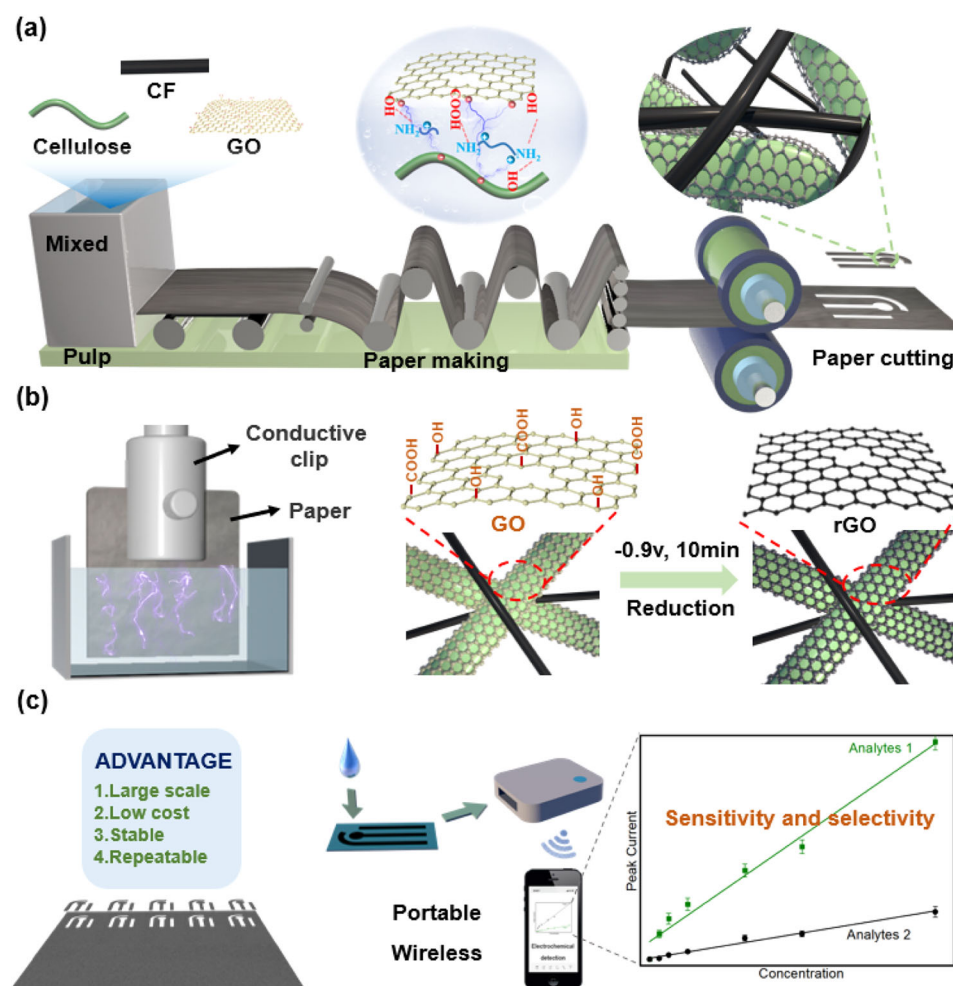 (a)
CF
Cellulose
GO
Mixed
Pulp
OH
COOH
OH
NH2
NH2
NH2
HO
Paper making
Paper cutting
(b)
Conductive
clip
Paper
COOH
OH
COOH
OH
COOH
OH
OH
GO
-0.9v, 10min
Reduction
rGO
(c)
ADVANTAGE
1.Large scale
2.Low cost
3.Stable
4.Repeatable
Portable
Wireless
Electrochemical
detection
Peak Current
Analytes 1
Sensitivity and selectivity
Analytes 2
Concentration